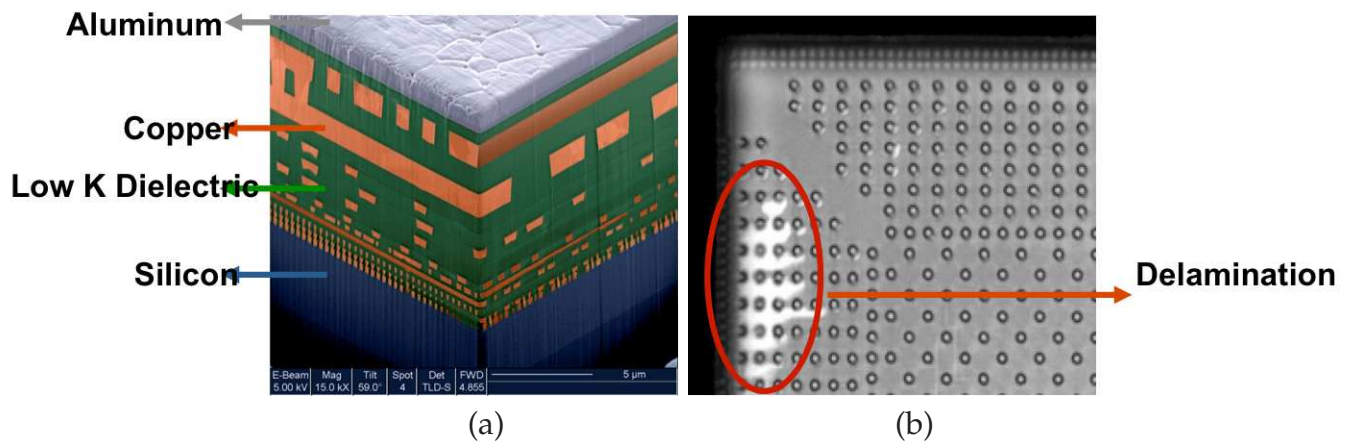 Aluminum
Copper
Low K Dielectric
Silicon
E-Beam Mag Tilt Spot Det FWD 5 µm
5.00 kV 15.0 kX 59.0° 4 TLD-S 4.855
Delamination
(a) (b)